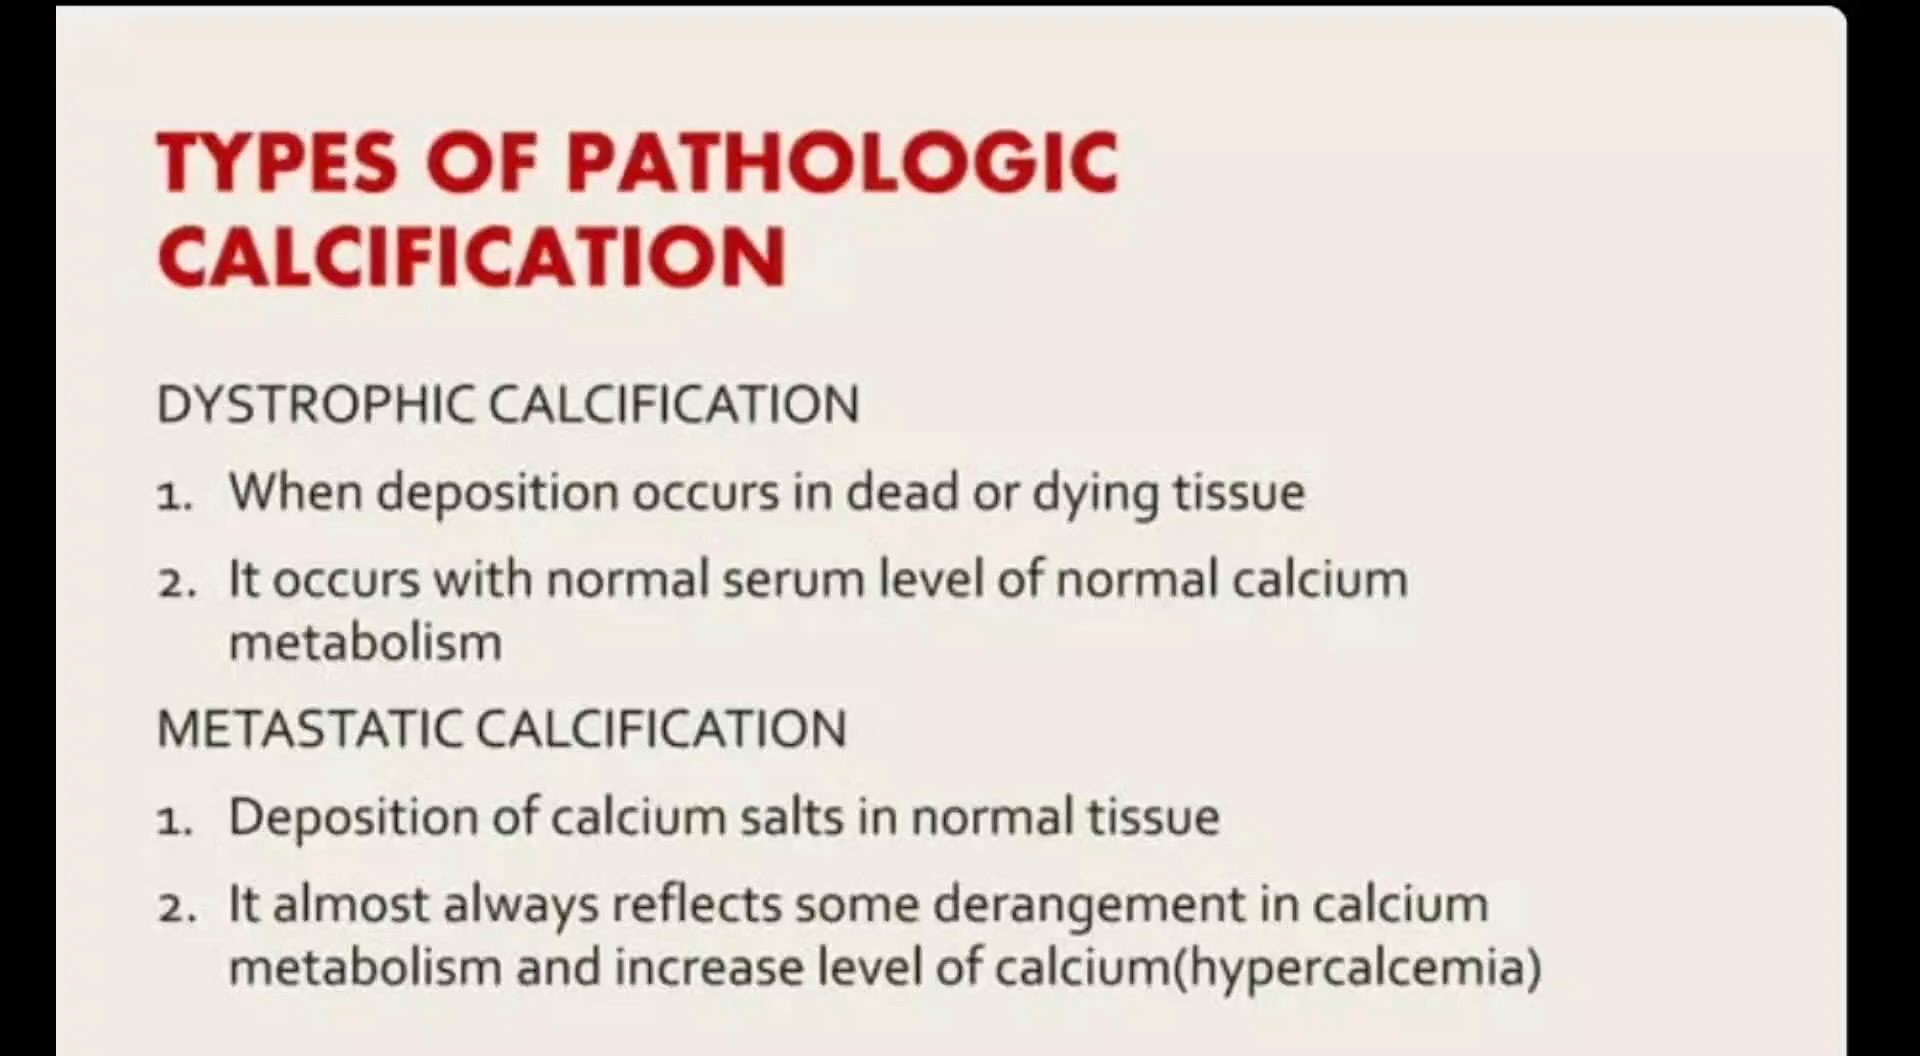 TYPES OF PATHOLOGIC
CALCIFICATION
DYSTROPHIC CALCIFICATION
1. When deposition occurs in dead or dying tissue
2. It occurs with normal serum level of normal calcium
metabolism
METASTATIC CALCIFICATION
1. Deposition of calcium salts in normal tissue
2. It almost always reflects some derangement in calcium
metabolism and increase level of calcium(hypercalcemia)